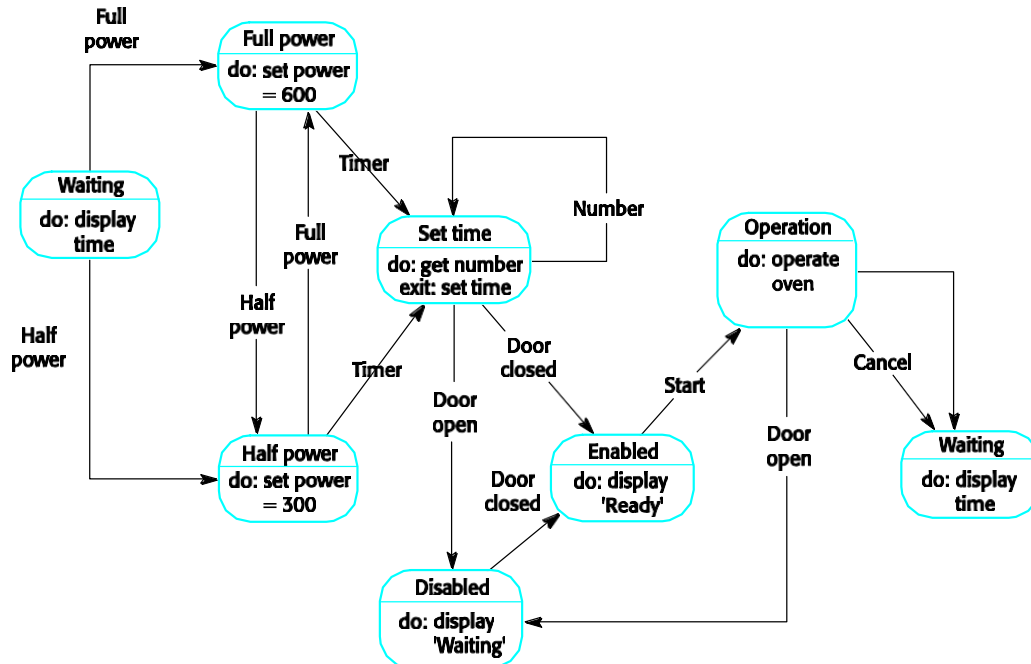 Full
power
Full power
do: set power
= 600
Timer
Waiting
do: display
time
Full
power
Number
Set time
do: get number
exit: set time
Operation
do: operate
oven
Half
power
Half
power
Timer
Door
closed
Start
Cancel
Door
open
Door
open
Half power
do: set power
= 300
Enabled
do: display
'Ready'
Waiting
do: display
time
Door
closed
Disabled
do: display
'Waiting'